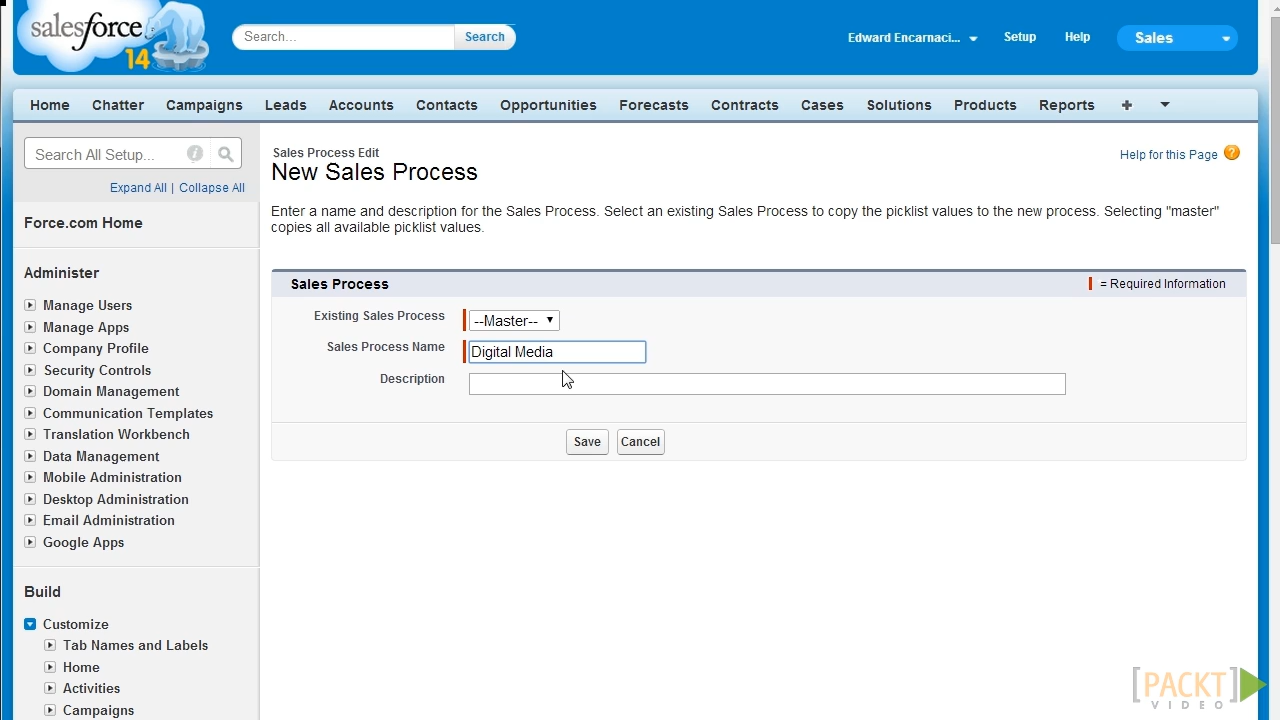 salesforce
14
Search...
Search
Edward Encarnaci...
Setup
Help
Sales
Home
Chatter
Campaigns
Leads
Accounts
Contacts
Opportunities
Forecasts
Contracts
Cases
Solutions
Products
Reports
+
Search All Setup...
Expand All | Collapse All
Force.com Home
Administer
Manage Users
Manage Apps
Company Profile
Security Controls
Domain Management
Communication Templates
Translation Workbench
Data Management
Mobile Administration
Desktop Administration
Email Administration
Google Apps
Build
Customize
Tab Names and Labels
Home
Activities
Campaigns
Sales Process Edit
New Sales Process
Help for this Page ?
Enter a name and description for the Sales Process. Select an existing Sales Process to copy the picklist values to the new process. Selecting "master"
copies all available picklist values.
Sales Process
= Required Information
Existing Sales Process
--Master--
Sales Process Name
Digital Media
Description
Save
Cancel
[PACKT]
VIDEO